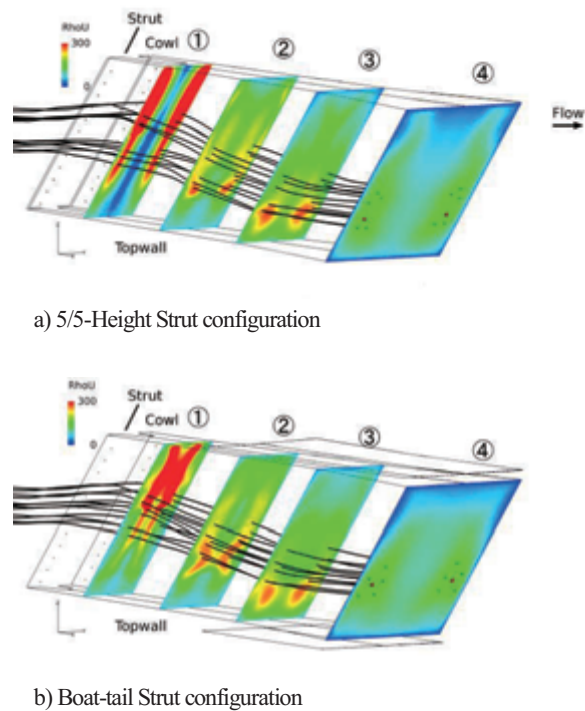 Strut
RhoU
Cowl
①
②
③
④
300
0
Flow
Topwall
a) 5/5-Height Strut configuration
RhoU
Strut
300
Cowl
①
②
③
④
0
Topwall
b) Boat-tail Strut configuration